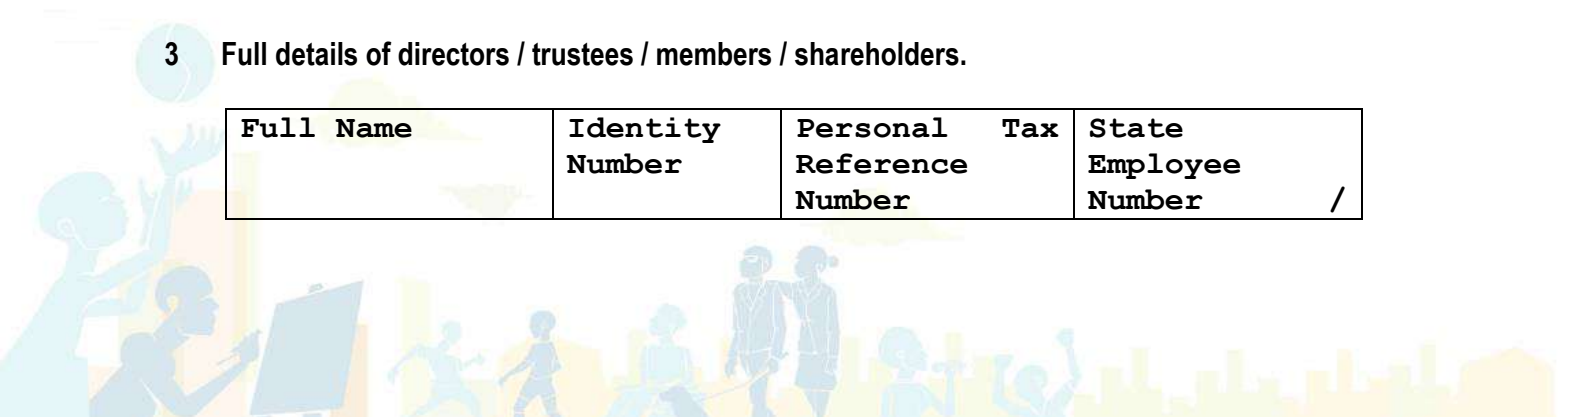 3 Full details of directors / trustees / members / shareholders.
Full Name
Identity
Number
Personal Tax
Reference
Number
State
Employee
Number /